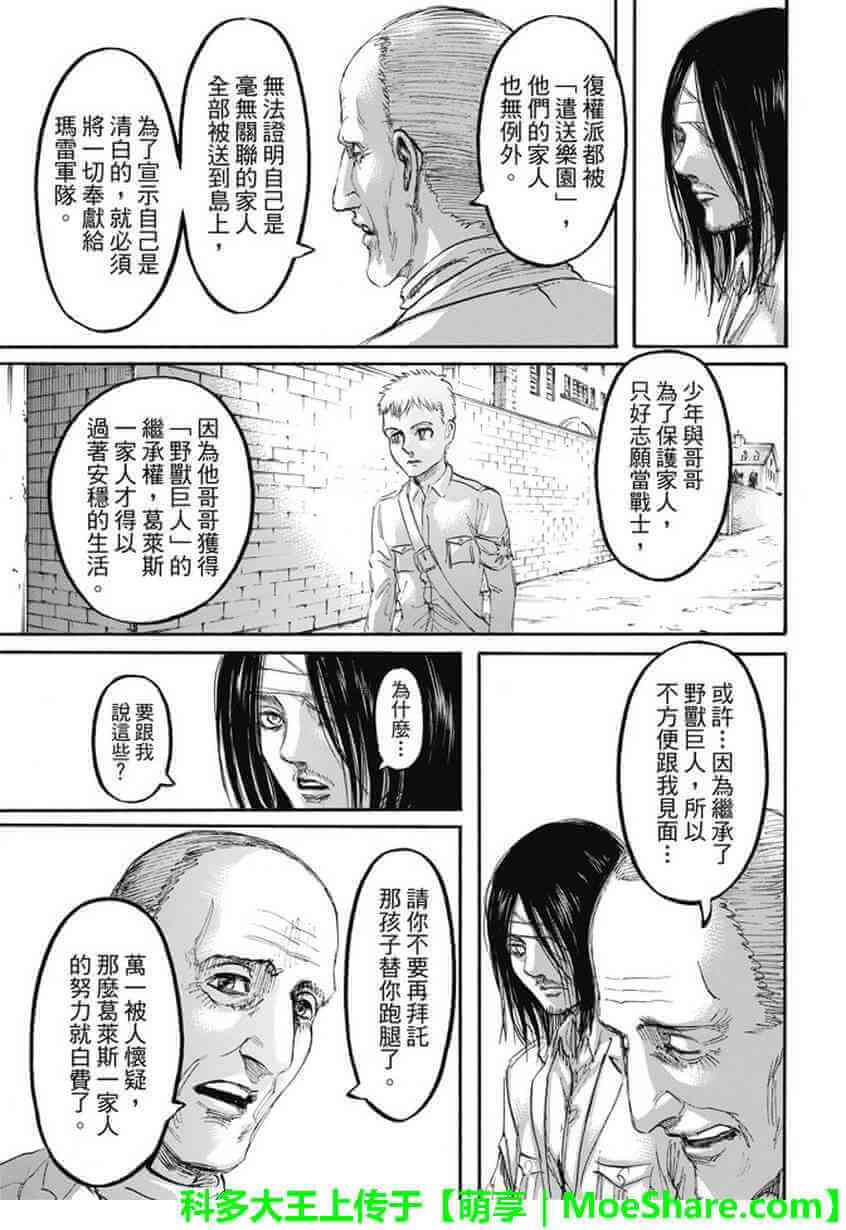 復權派都被
「遣送樂園」，
他們的家人
也無例外。
無法證明自己是
毫無關聯的家人
全部被送到島上，
為了宣示自己是
清白的，就必須
將一切奉獻給
瑪雷軍隊。
少年與哥哥
為了保護家人，
只好志願當戰士，
因為他哥哥獲得
「野獸巨人」的
繼承權，葛萊斯
一家人才得以
過著安穩的生活。
或許…因為繼承了
野獸巨人，所以
不方便跟我見面…
為什麼…
要跟我
說這些？
請你不要再拜託
那孩子替你跑腿了。
萬一被人懷疑，
那麼葛萊斯一家人
的努力就白費了。
科多大王上传于【萌享｜MoeShare.com】